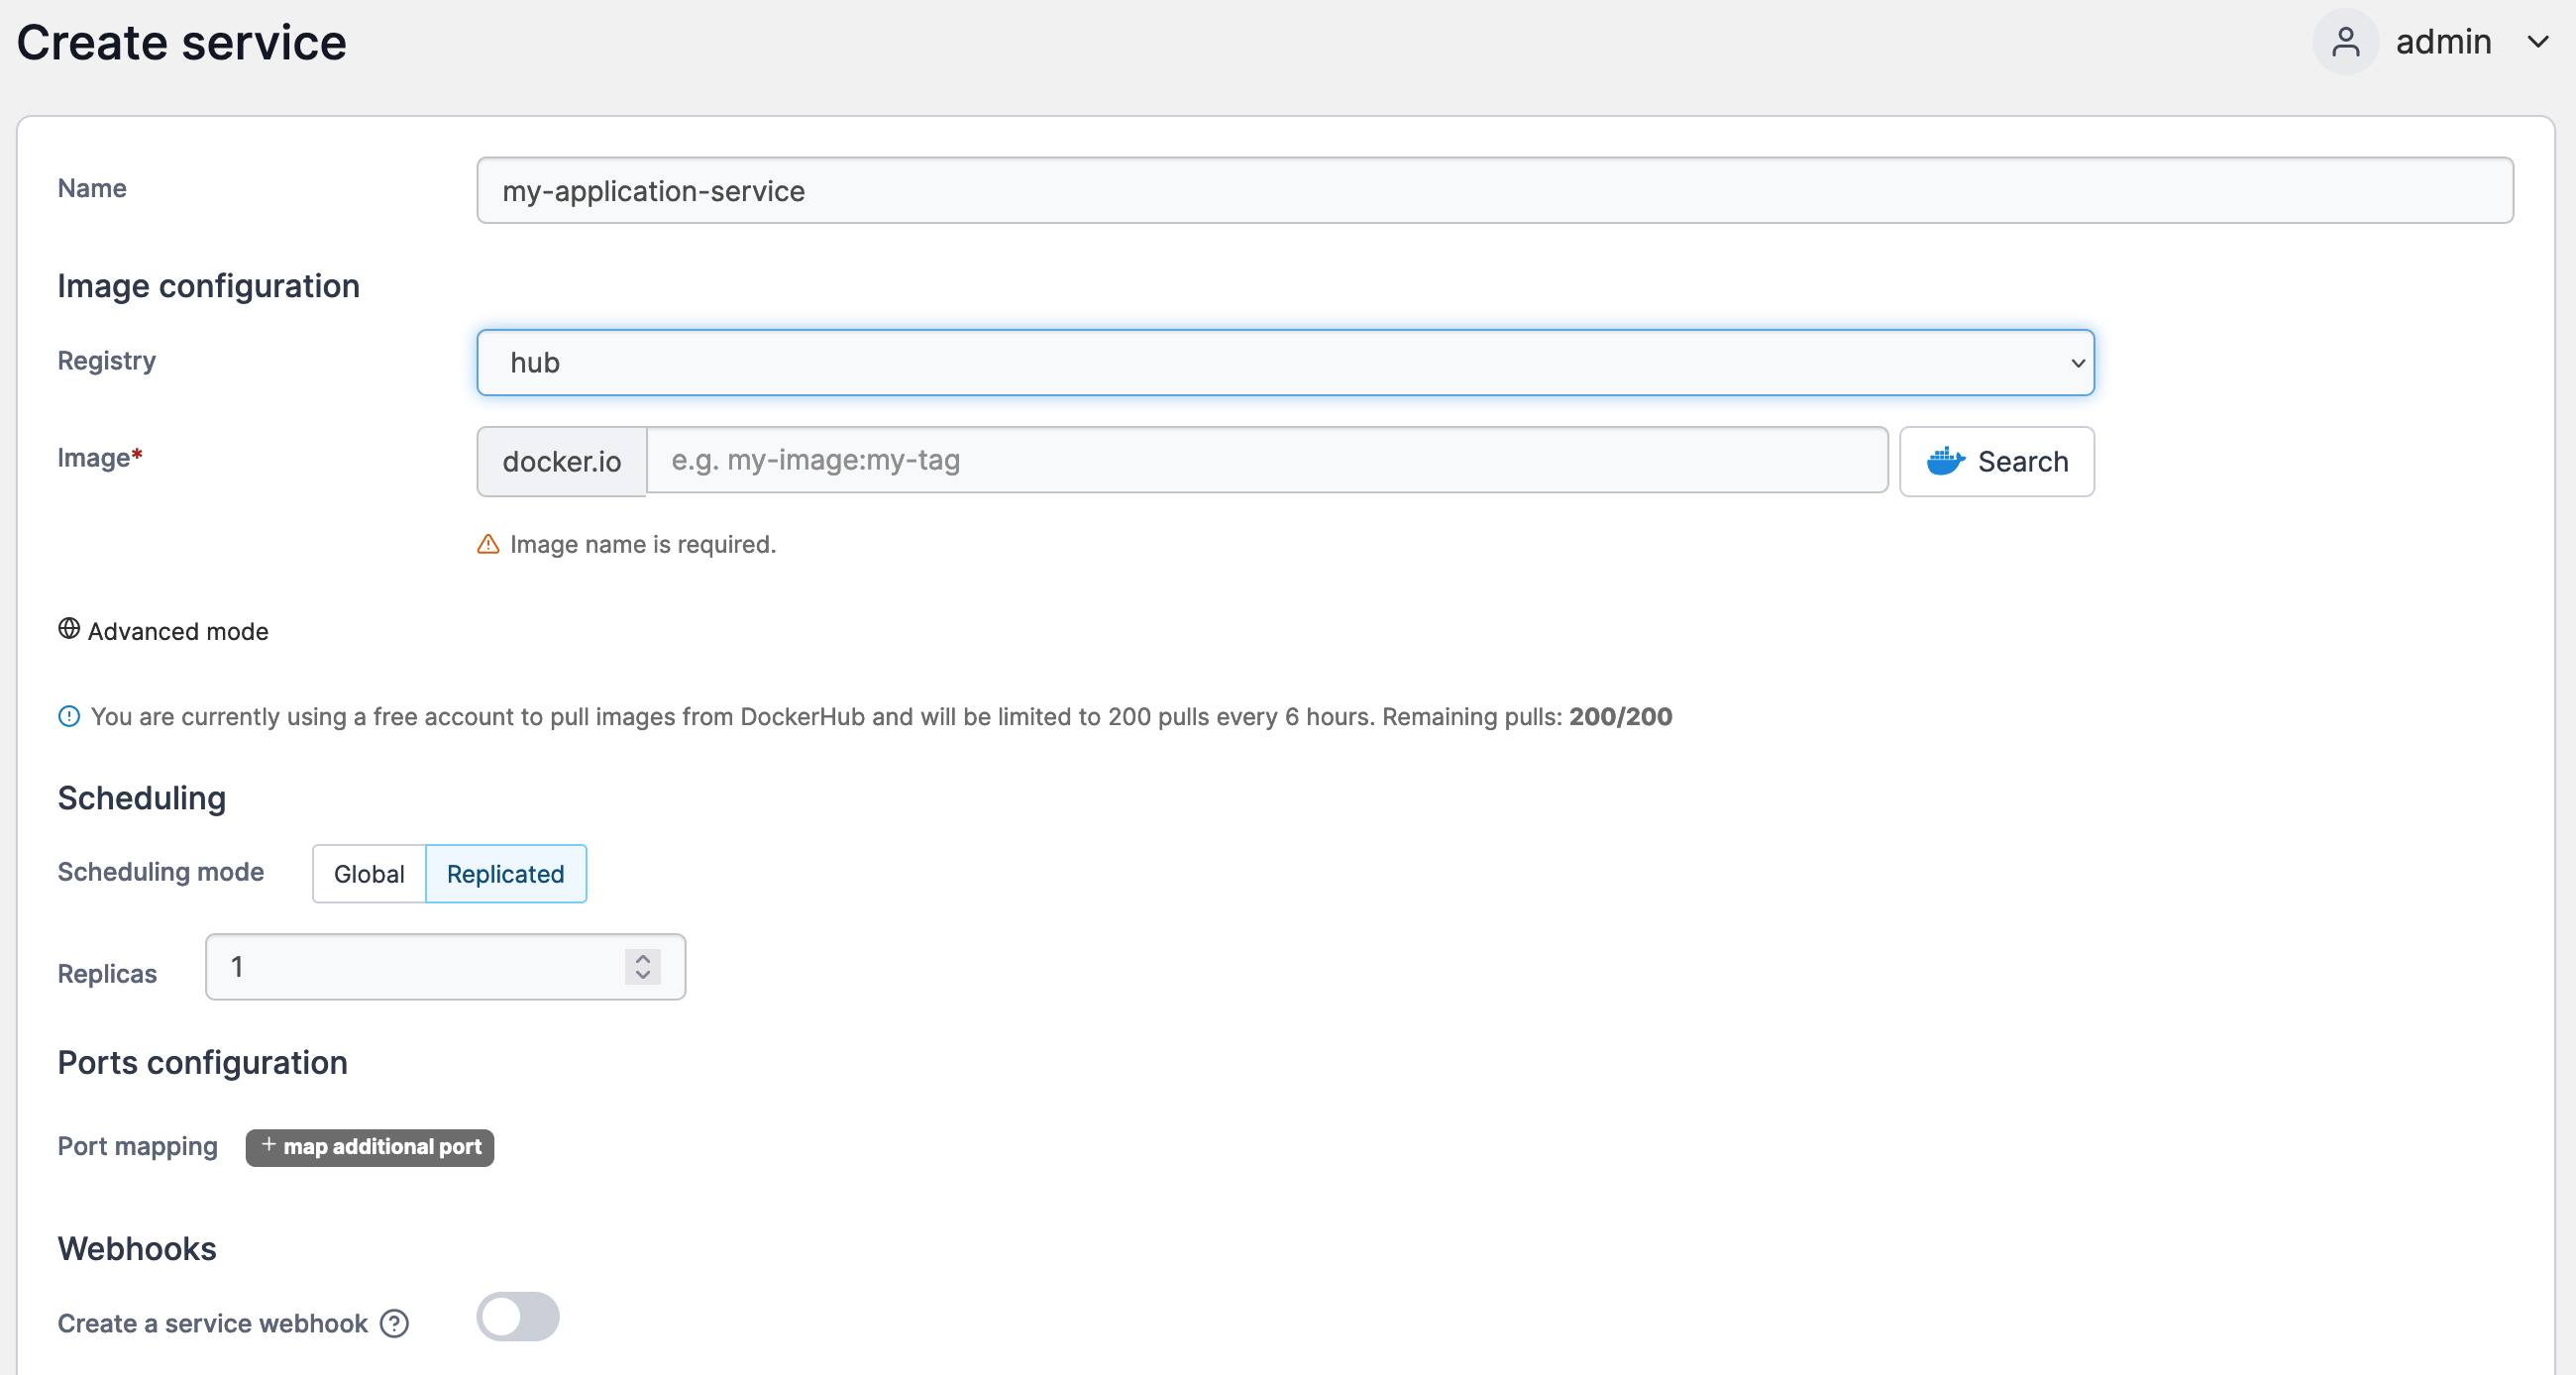 Create service
admin
Name
my-application-service
Image configuration
Registry
hub
Image*
docker.io
e.g. my-image:my-tag
Search
Image name is required.
Advanced mode
You are currently using a free account to pull images from DockerHub and will be limited to 200 pulls every 6 hours. Remaining pulls: 200/200
Scheduling
Scheduling mode
Global
Replicated
Replicas
1
Ports configuration
Port mapping
+ map additional port
Webhooks
Create a service webhook ?